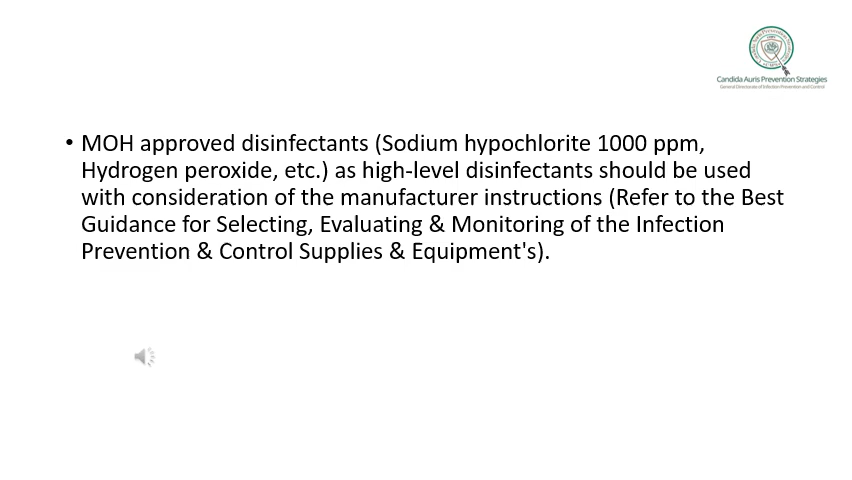 Candida Auris Prevention Strategies
General Directorate of Infection Prevention and Control
• MOH approved disinfectants (Sodium hypochlorite 1000 ppm,
Hydrogen peroxide, etc.) as high-level disinfectants should be used
with consideration of the manufacturer instructions (Refer to the Best
Guidance for Selecting, Evaluating & Monitoring of the Infection
Prevention & Control Supplies & Equipment's).